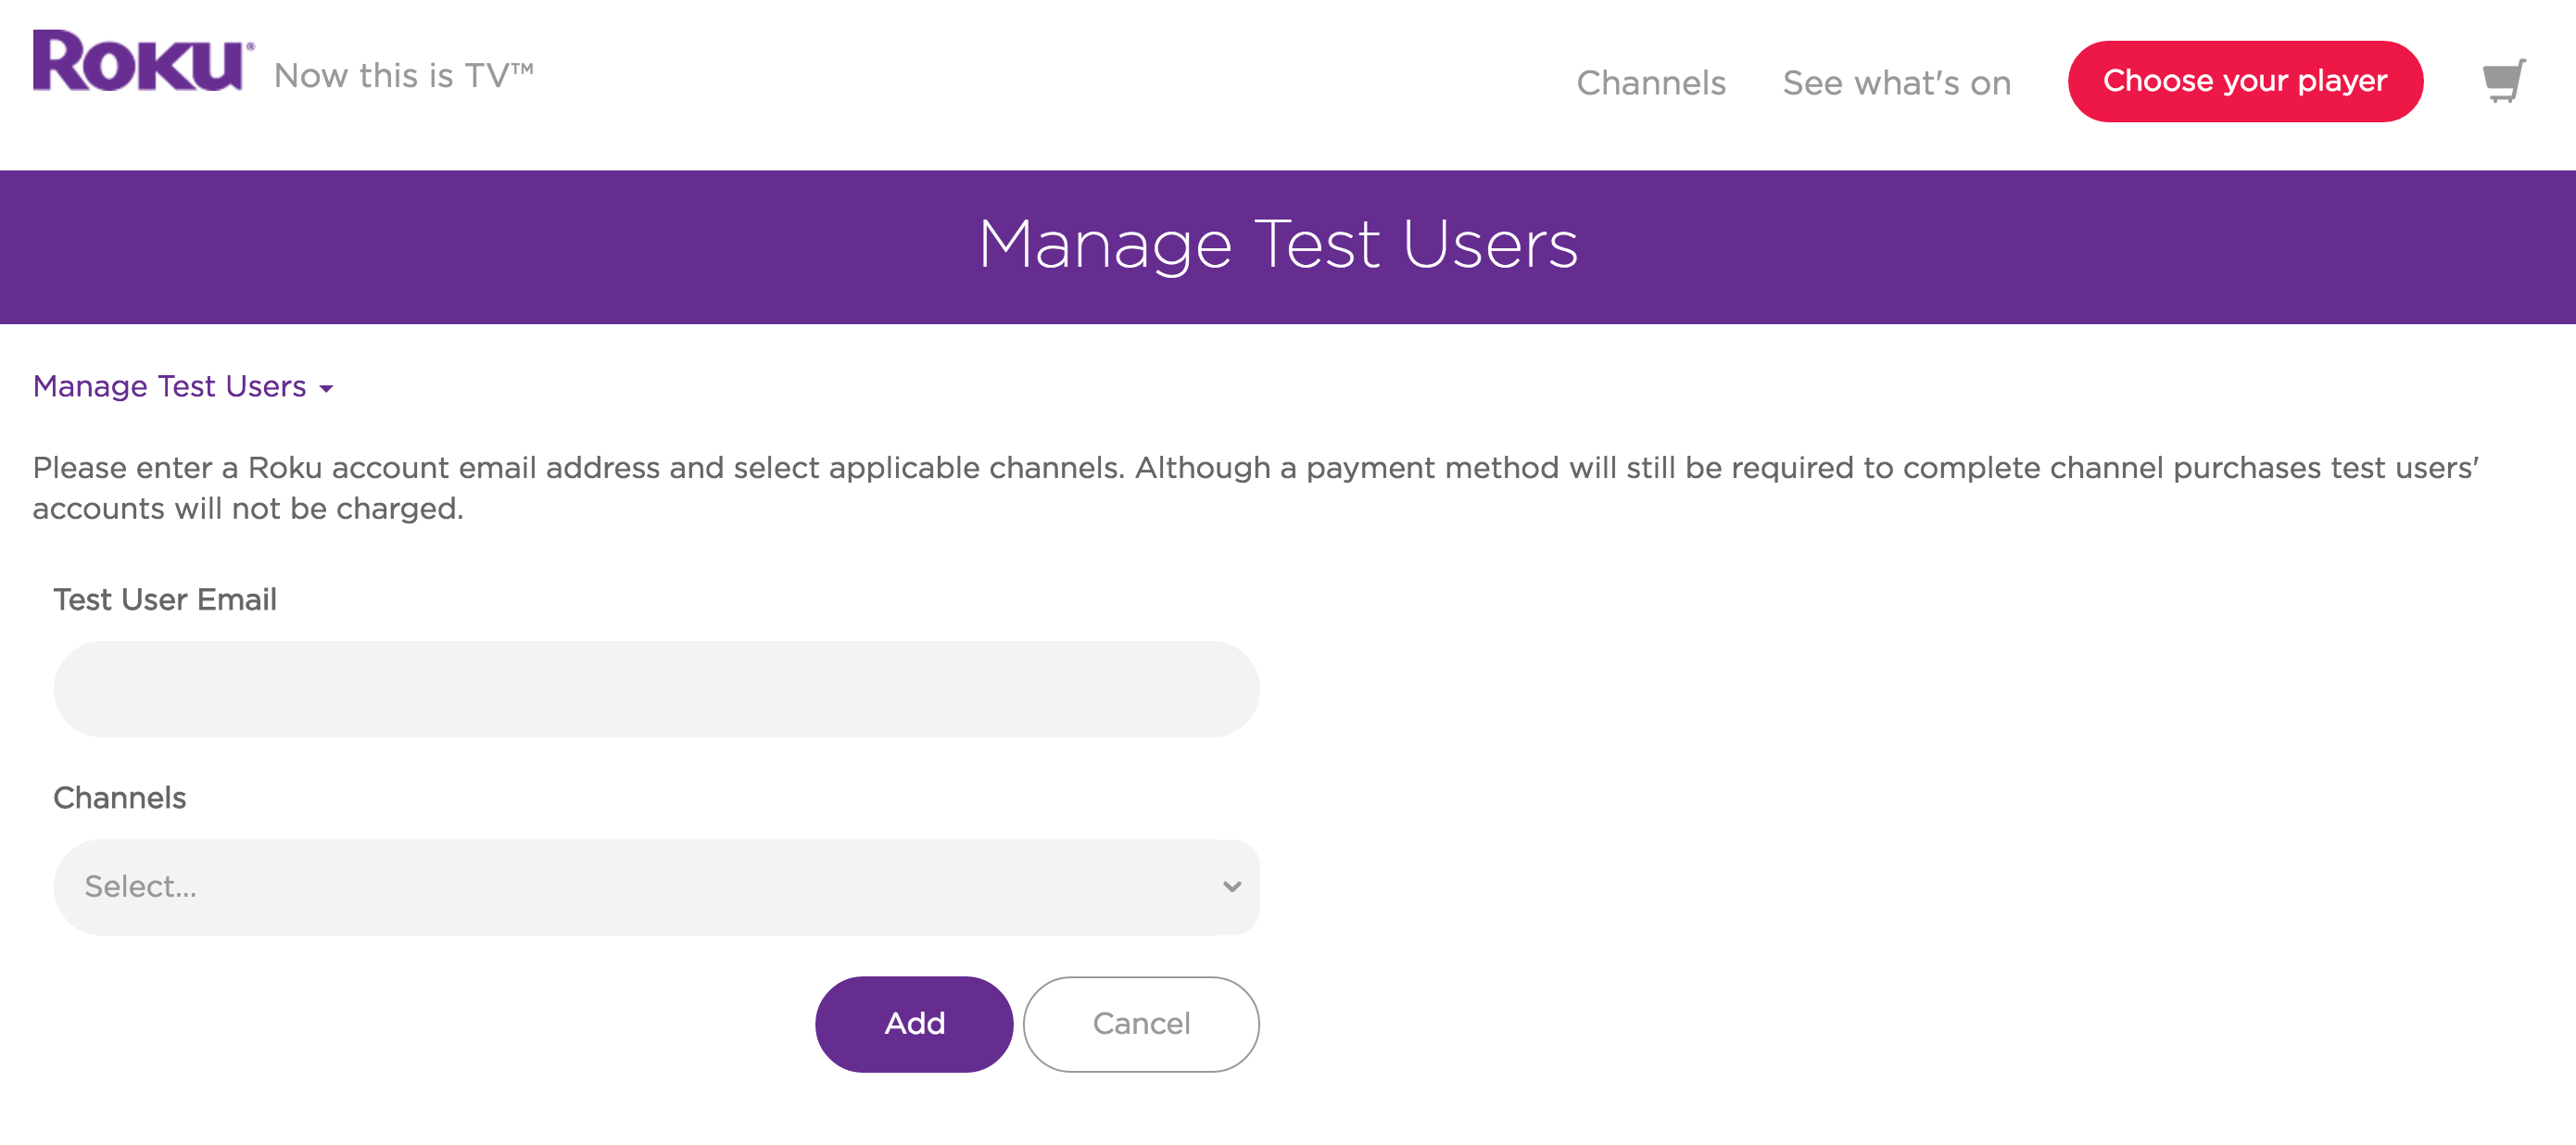 Roku® Now this is TV™
Channels See what's on Choose your player
Manage Test Users
Manage Test Users
Please enter a Roku account email address and select applicable channels. Although a payment method will still be required to complete channel purchases test users'
accounts will not be charged.
Test User Email
Channels
Select...
Add Cancel